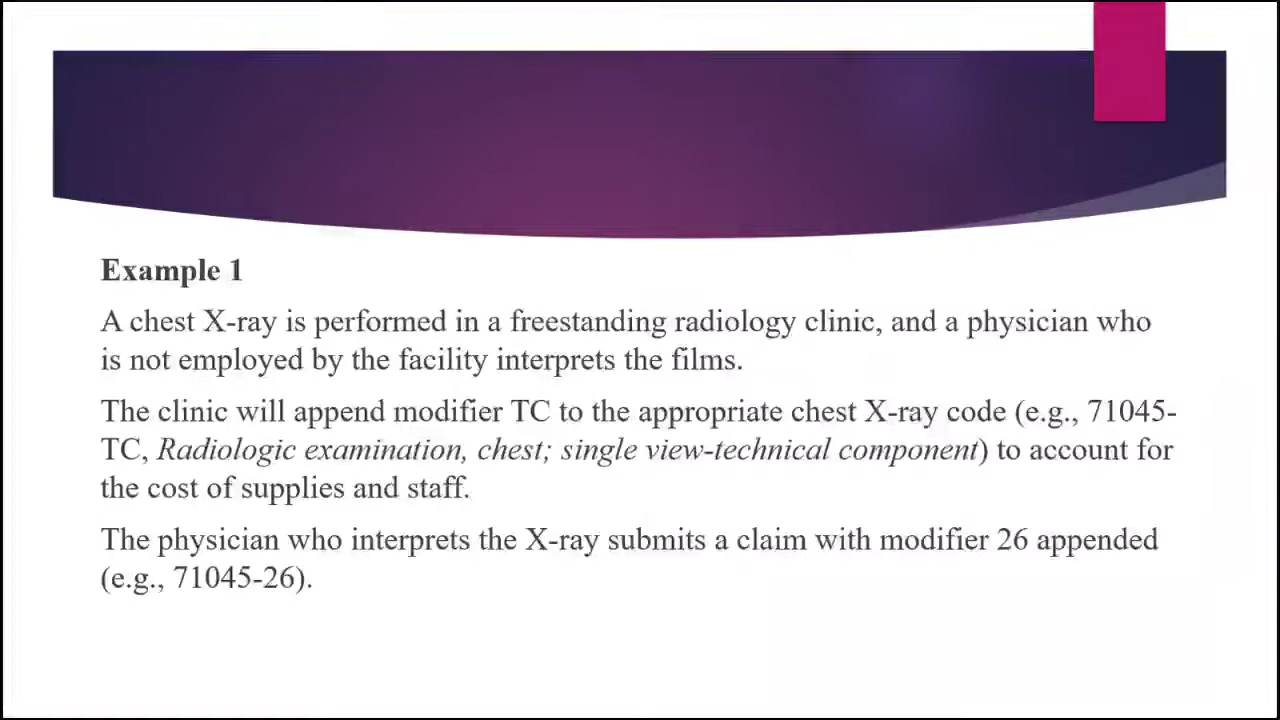 Example 1
A chest X-ray is performed in a freestanding radiology clinic, and a physician who
is not employed by the facility interprets the films.
The clinic will append modifier TC to the appropriate chest X-ray code (e.g., 71045-
TC, Radiologic examination, chest; single view-technical component) to account for
the cost of supplies and staff.
The physician who interprets the X-ray submits a claim with modifier 26 appended
(e.g., 71045-26).